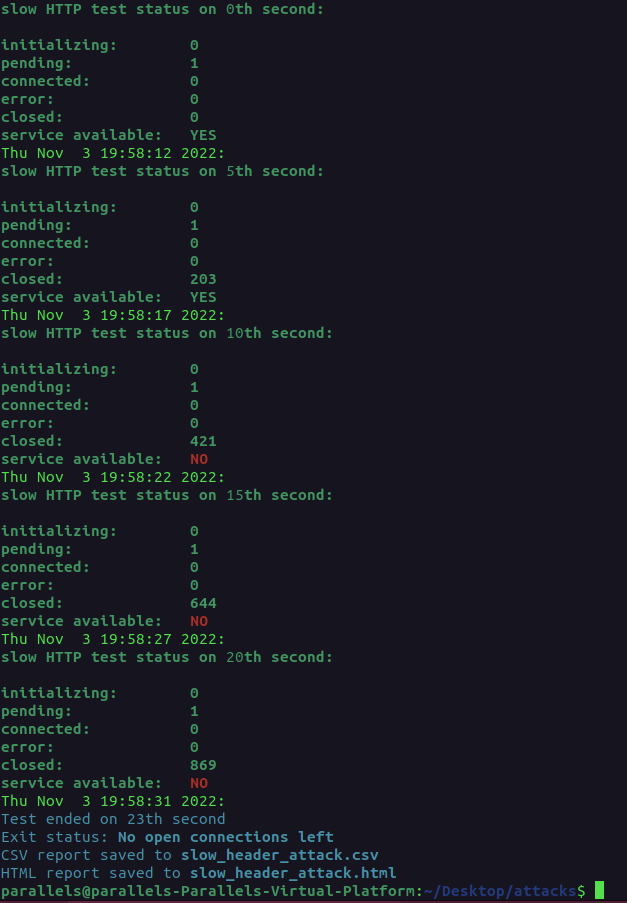 slow HTTP test status on 0th second:
initializing:        0
pending:             1
connected:           0
error:               0
closed:              0
service available:   YES
Thu Nov  3 19:58:12 2022:
slow HTTP test status on 5th second:
initializing:        0
pending:             1
connected:           0
error:               0
closed:              203
service available:   YES
Thu Nov  3 19:58:17 2022:
slow HTTP test status on 10th second:
initializing:        0
pending:             1
connected:           0
error:               0
closed:              421
service available:   NO
Thu Nov  3 19:58:22 2022:
slow HTTP test status on 15th second:
initializing:        0
pending:             1
connected:           0
error:               0
closed:              644
service available:   NO
Thu Nov  3 19:58:27 2022:
slow HTTP test status on 20th second:
initializing:        0
pending:             1
connected:           0
error:               0
closed:              869
service available:   NO
Thu Nov  3 19:58:31 2022:
Test ended on 23th second
Exit status: No open connections left
CSV report saved to slow_header_attack.csv
HTML report saved to slow_header_attack.html
parallels@parallels-Parallels-Virtual-Platform:~/Desktop/attacks$